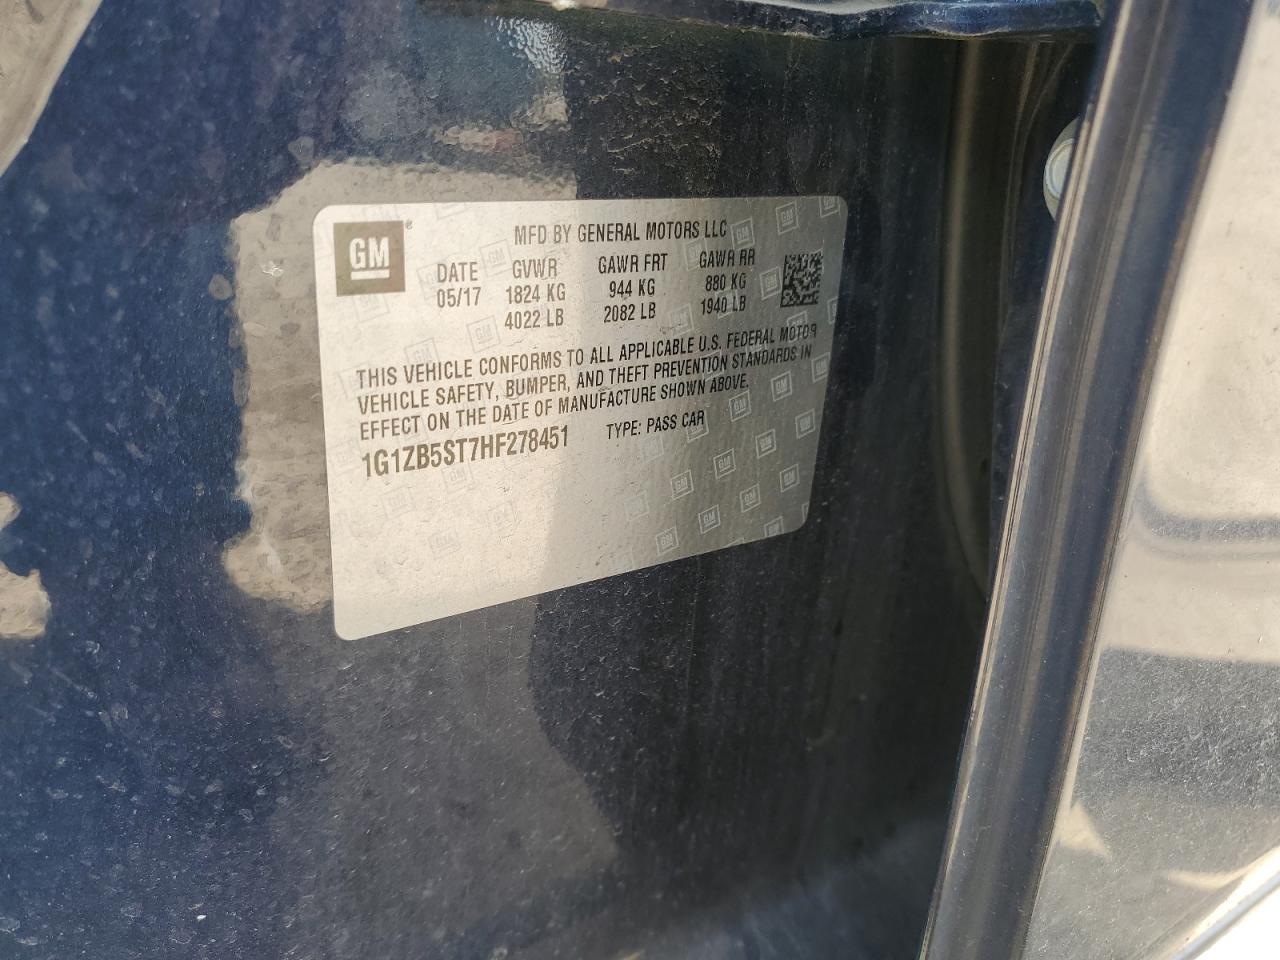 GM ®
MFD BY GENERAL MOTORS LLC
DATE GVWR GAWR FRT GAWR RR
05/17 1824 KG 944 KG 880 KG
4022 LB 2082 LB 1940 LB
THIS VEHICLE CONFORMS TO ALL APPLICABLE U.S. FEDERAL MOTOR
VEHICLE SAFETY, BUMPER, AND THEFT PREVENTION STANDARDS IN
EFFECT ON THE DATE OF MANUFACTURE SHOWN ABOVE.
1G1ZB5ST7HF278451 TYPE: PASS CAR